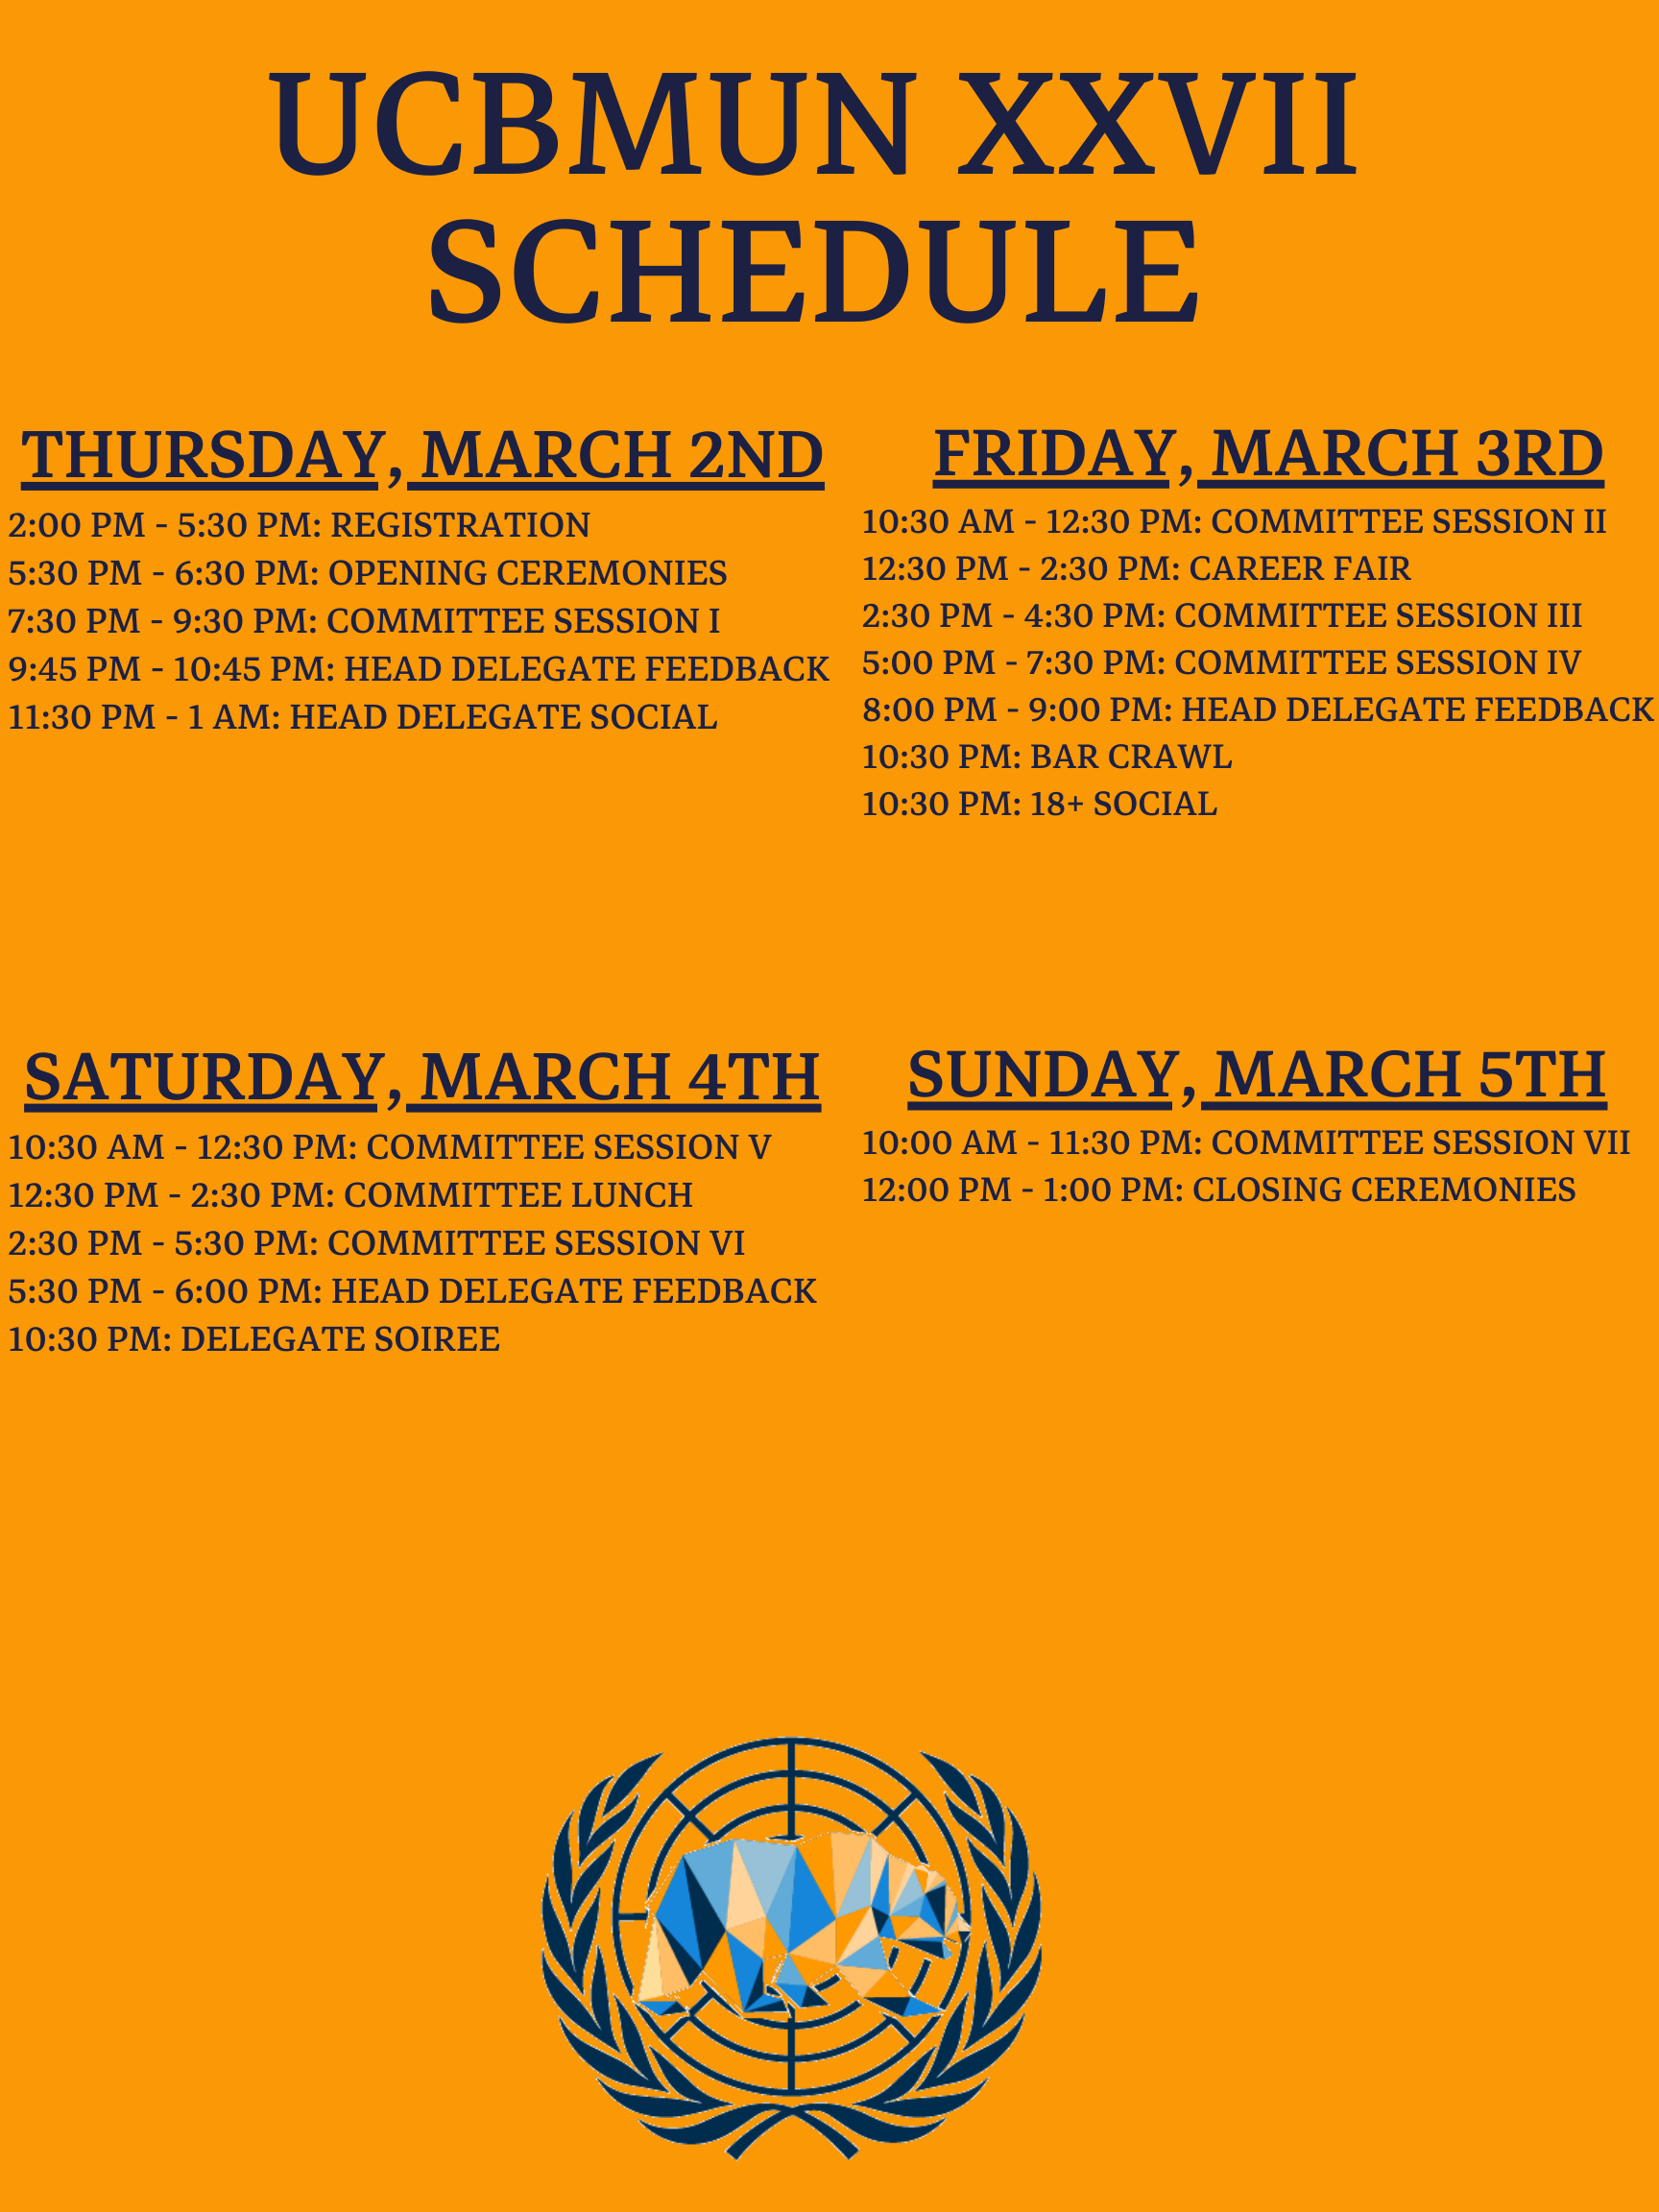 UCBMUN XXVII
SCHEDULE
THURSDAY, MARCH 2ND
2:00 PM - 5:30 PM: REGISTRATION
5:30 PM - 6:30 PM: OPENING CEREMONIES
7:30 PM - 9:30 PM: COMMITTEE SESSION I
9:45 PM - 10:45 PM: HEAD DELEGATE FEEDBACK
11:30 PM - 1 AM: HEAD DELEGATE SOCIAL
FRIDAY, MARCH 3RD
10:30 AM - 12:30 PM: COMMITTEE SESSION II
12:30 PM - 2:30 PM: CAREER FAIR
2:30 PM - 4:30 PM: COMMITTEE SESSION III
5:00 PM - 7:30 PM: COMMITTEE SESSION IV
8:00 PM - 9:00 PM: HEAD DELEGATE FEEDBACK
10:30 PM: BAR CRAWL
10:30 PM: 18+ SOCIAL
SATURDAY, MARCH 4TH
10:30 AM - 12:30 PM: COMMITTEE SESSION V
12:30 PM - 2:30 PM: COMMITTEE LUNCH
2:30 PM - 5:30 PM: COMMITTEE SESSION VI
5:30 PM - 6:00 PM: HEAD DELEGATE FEEDBACK
10:30 PM: DELEGATE SOIREE
SUNDAY, MARCH 5TH
10:00 AM - 11:30 PM: COMMITTEE SESSION VII
12:00 PM - 1:00 PM: CLOSING CEREMONIES